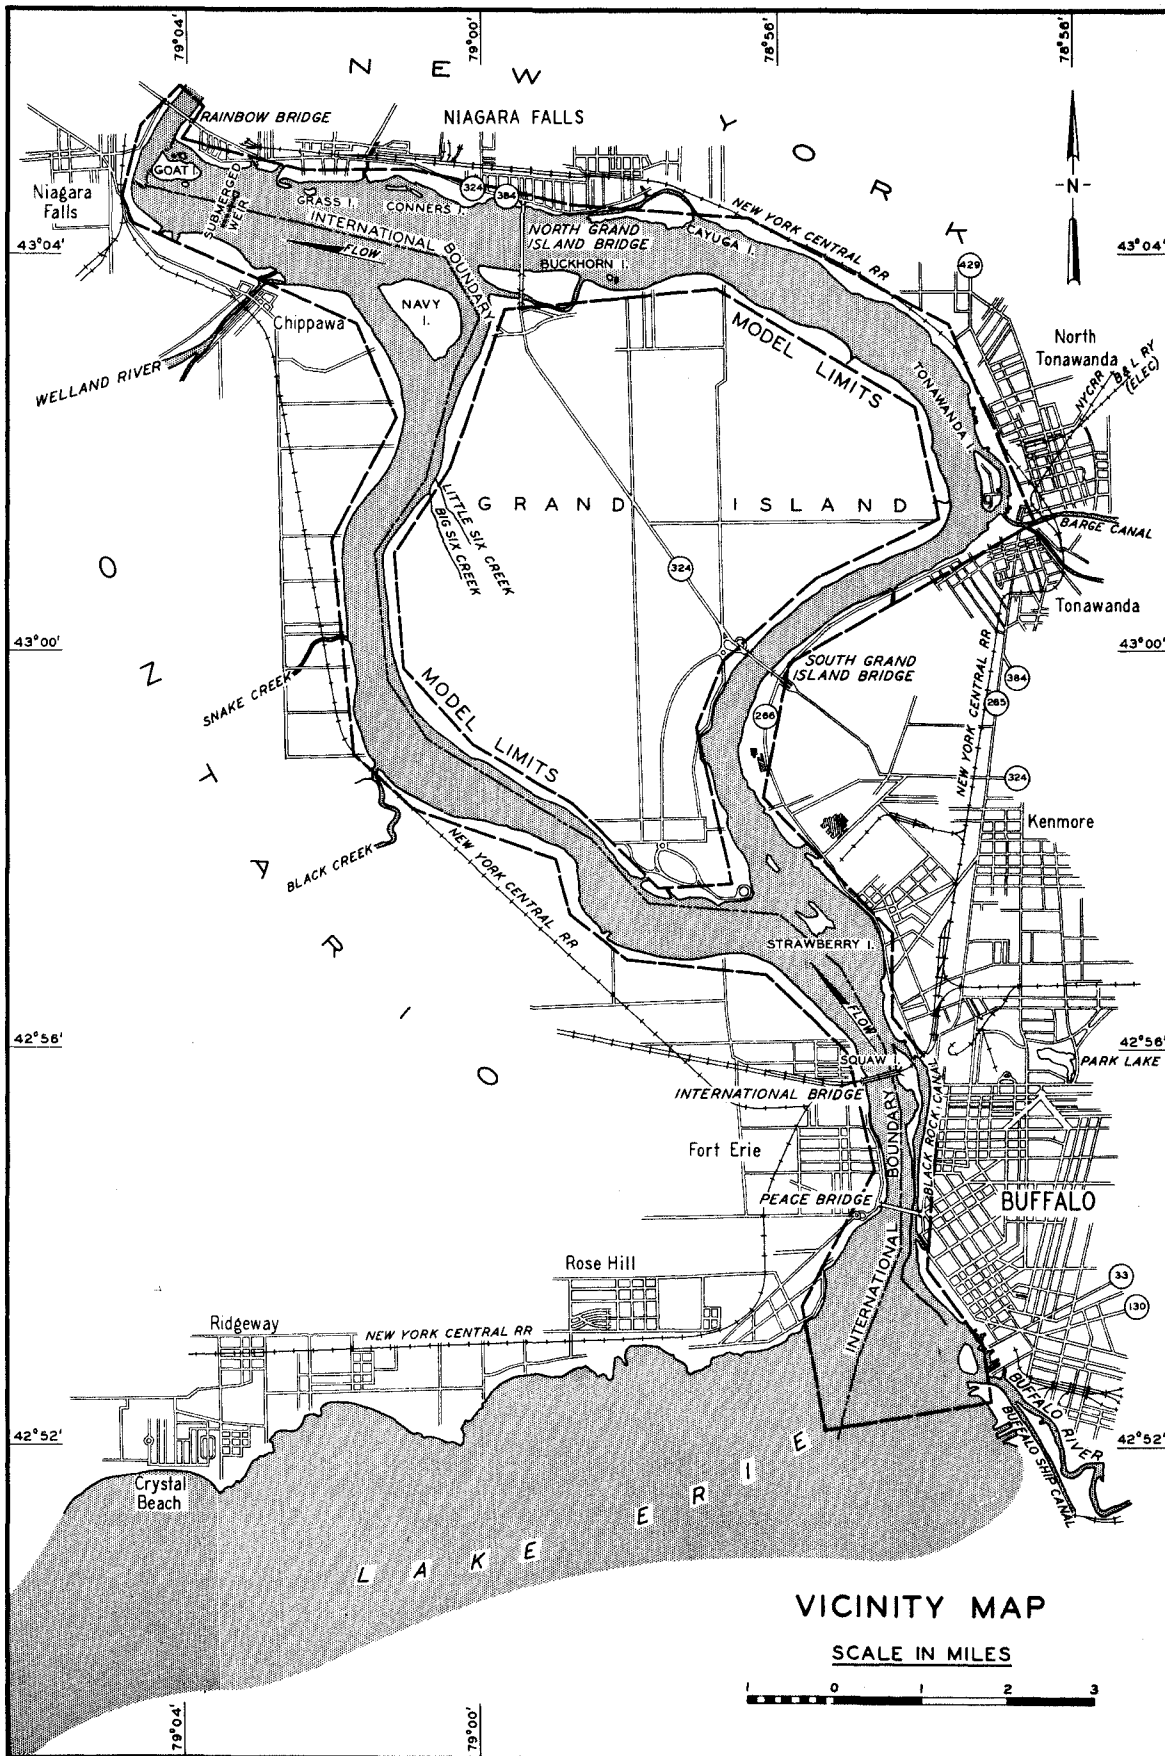 79°04'
79°00'
78°56'
78°56'
NEW YORK
RAINBOW BRIDGE
NIAGARA FALLS
GOAT I.
Niagara
Falls
SUBMERGED
WEIR
GRASS I.
CONNERS I.
324
384
INTERNATIONAL BOUNDARY
FLOW
NORTH GRAND
ISLAND BRIDGE
BUCKHORN I.
CAYUGA I.
NEW YORK CENTRAL RR
-N-
43°04'
43°04'
429
NAVY
I.
Chippawa
WELLAND RIVER
MODEL LIMITS
TONAWANDA I.
North
Tonawanda
NYCRR
B & L RY
(ELEC)
GRAND ISLAND
LITTLE SIX CREEK
BIG SIX CREEK
BARGE CANAL
324
Tonawanda
ONTARIO
43°00'
43°00'
SNAKE CREEK
SOUTH GRAND
ISLAND BRIDGE
NEW YORK CENTRAL RR
384
265
266
324
MODEL LIMITS
BLACK CREEK
NEW YORK CENTRAL RR
Kenmore
STRAWBERRY I.
FLOW
42°56'
42°56'
SQUAW I.
PARK LAKE
INTERNATIONAL BRIDGE
BLACK ROCK CANAL
INTERNATIONAL BOUNDARY
Fort Erie
PEACE BRIDGE
BUFFALO
Rose Hill
33
130
Ridgeway
NEW YORK CENTRAL RR
BUFFALO RIVER
BUFFALO SHIP CANAL
42°52'
42°52'
Crystal
Beach
LAKE ERIE
VICINITY MAP
SCALE IN MILES
1 0 1 2 3
79°04'
79°00'